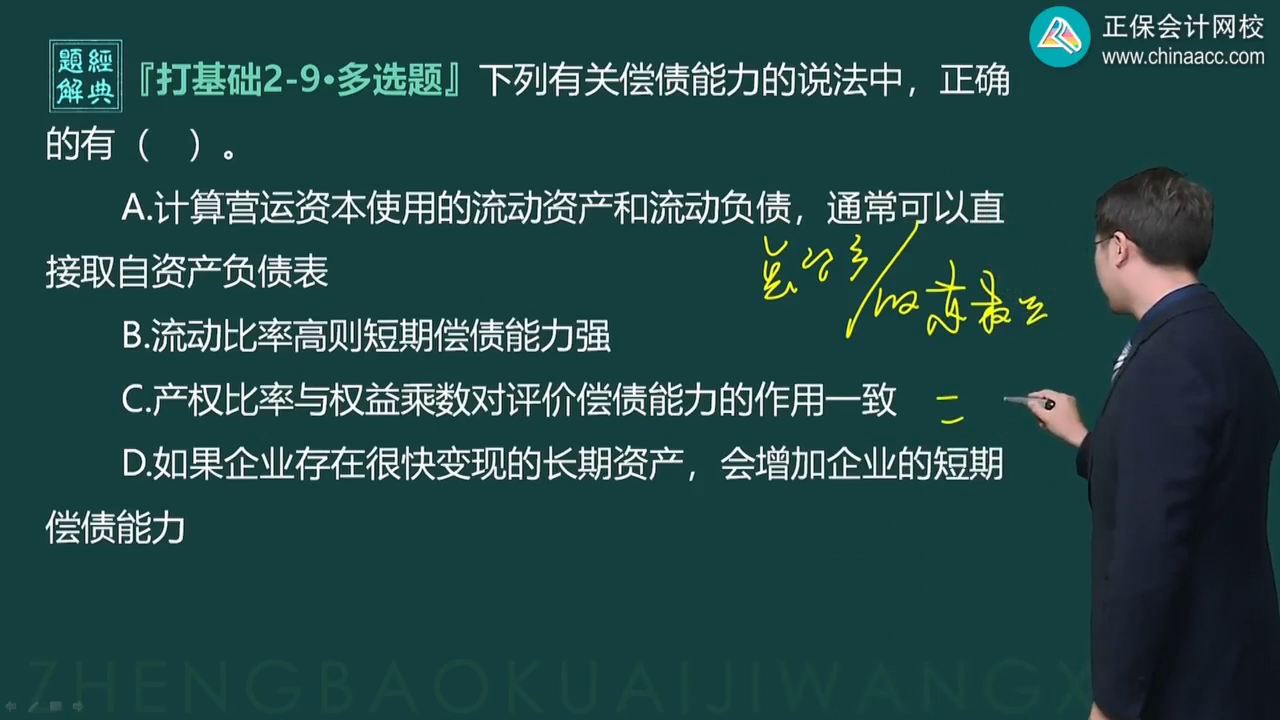 正保会计网校
www.chinaacc.com
題經
解典
『打基础2-9·多选题』下列有关偿债能力的说法中，正确
的有（　）。
A.计算营运资本使用的流动资产和流动负债，通常可以直
接取自资产负债表
B.流动比率高则短期偿债能力强
C.产权比率与权益乘数对评价偿债能力的作用一致
D.如果企业存在很快变现的长期资产，会增加企业的短期
偿债能力
ZHENGBAOKUAIJIWANGX